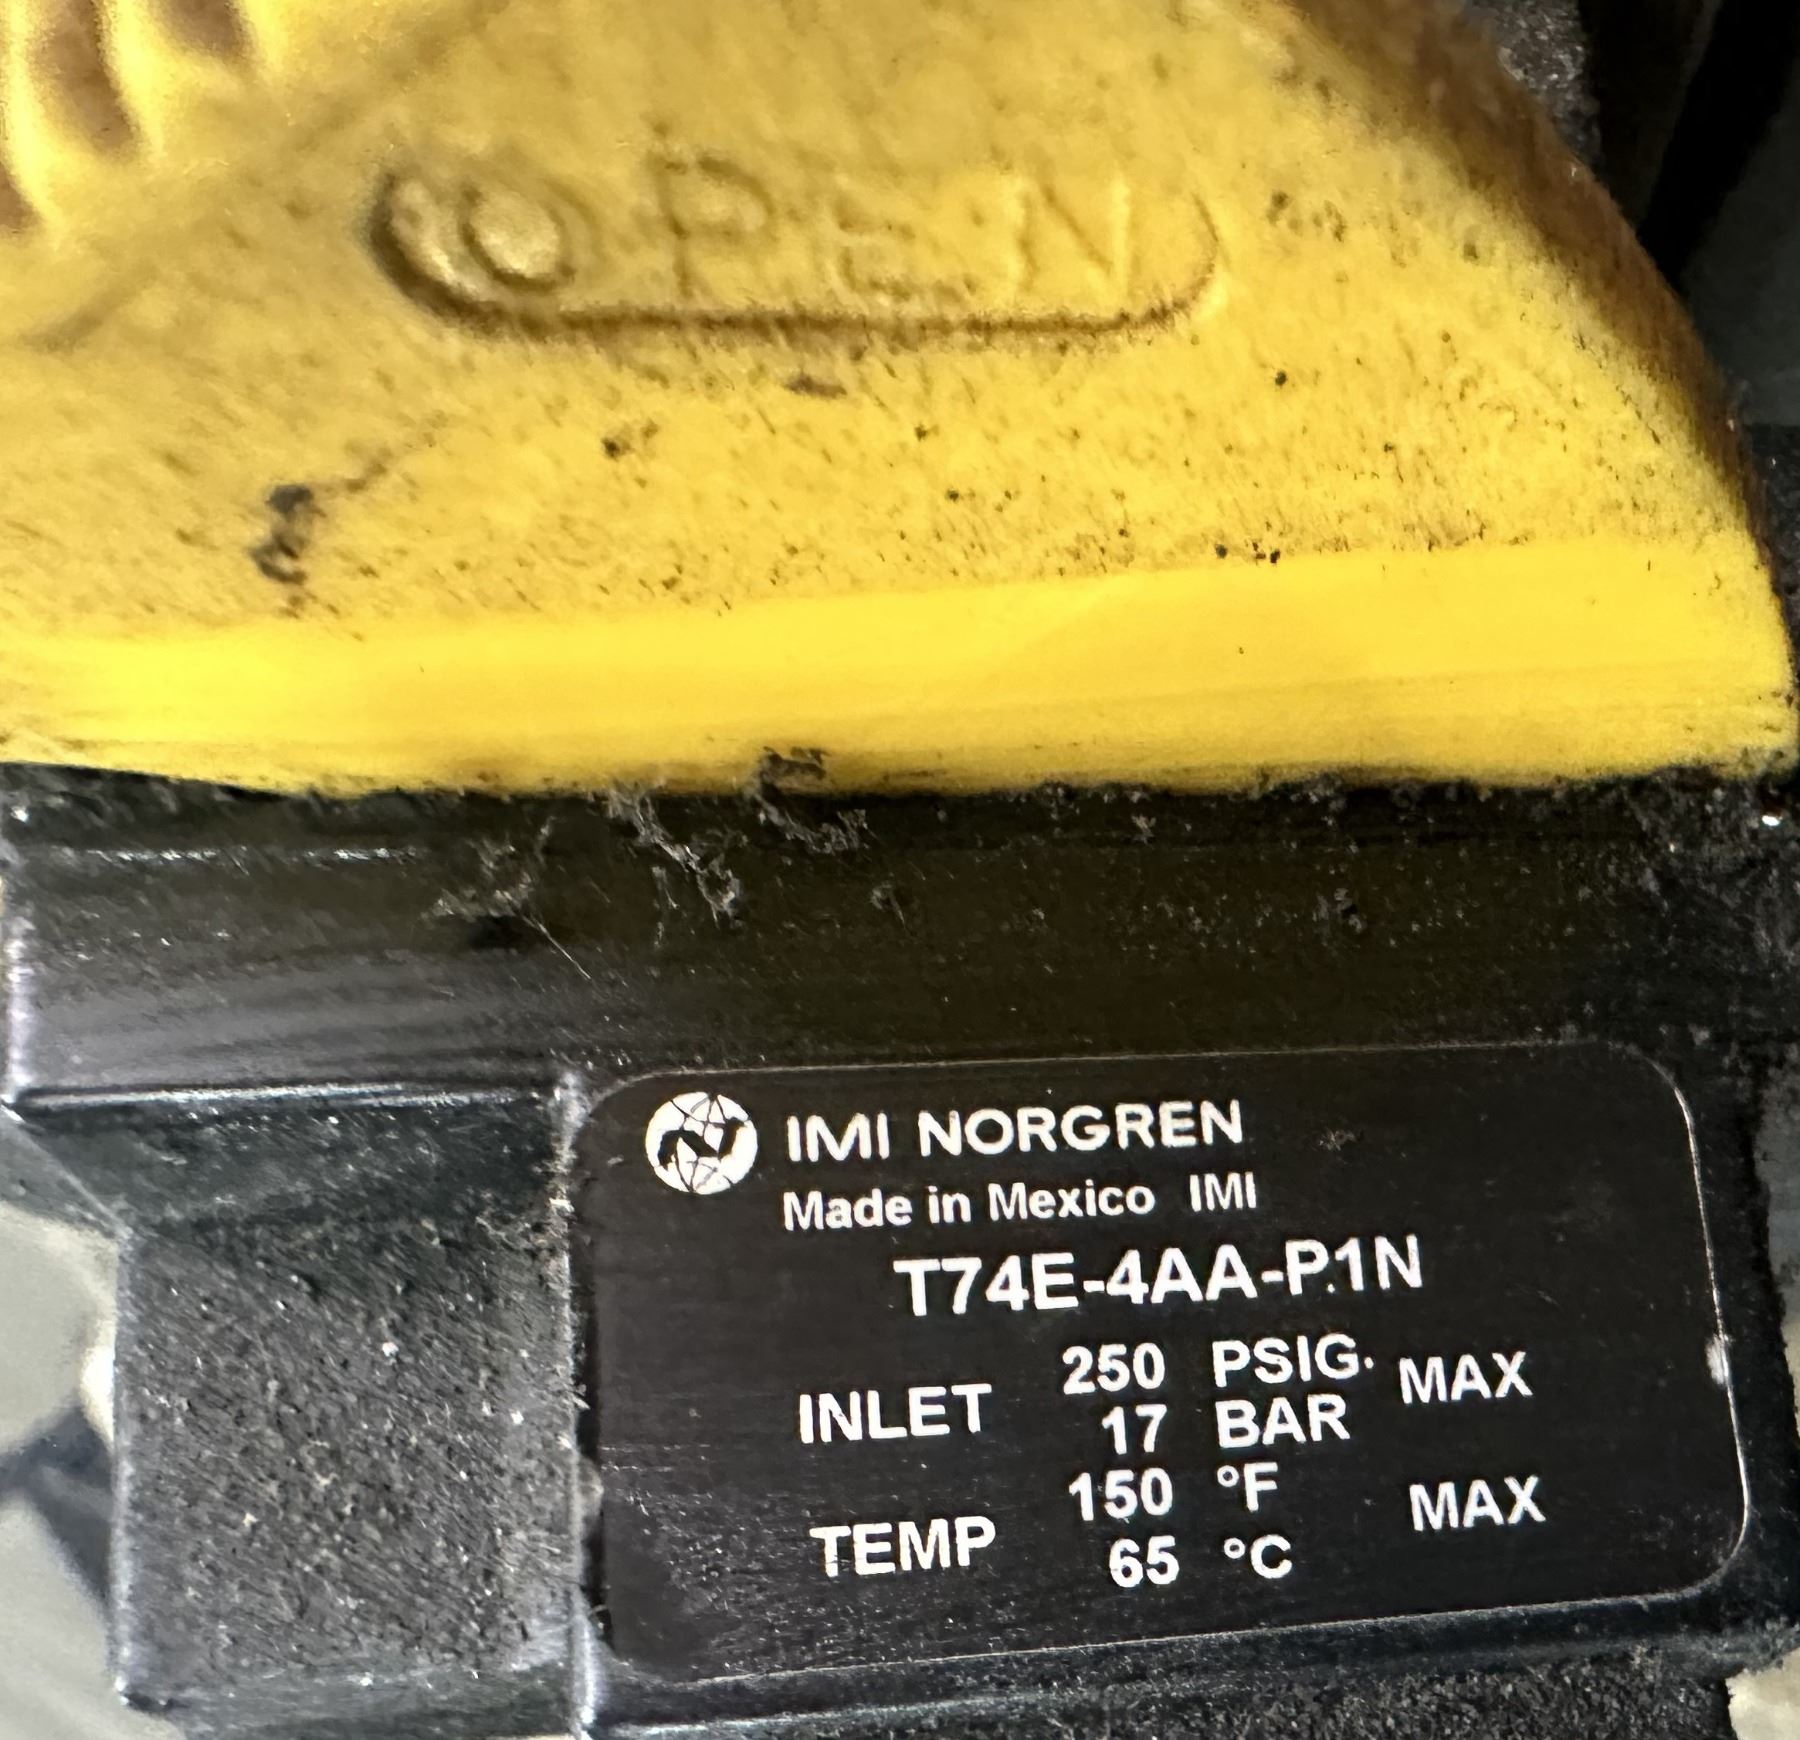 OPEN
IMI NORGREN
Made in Mexico IMI
T74E-4AA-P1N
INLET 250 PSIG MAX
17 BAR
TEMP 150 °F MAX
65 °C